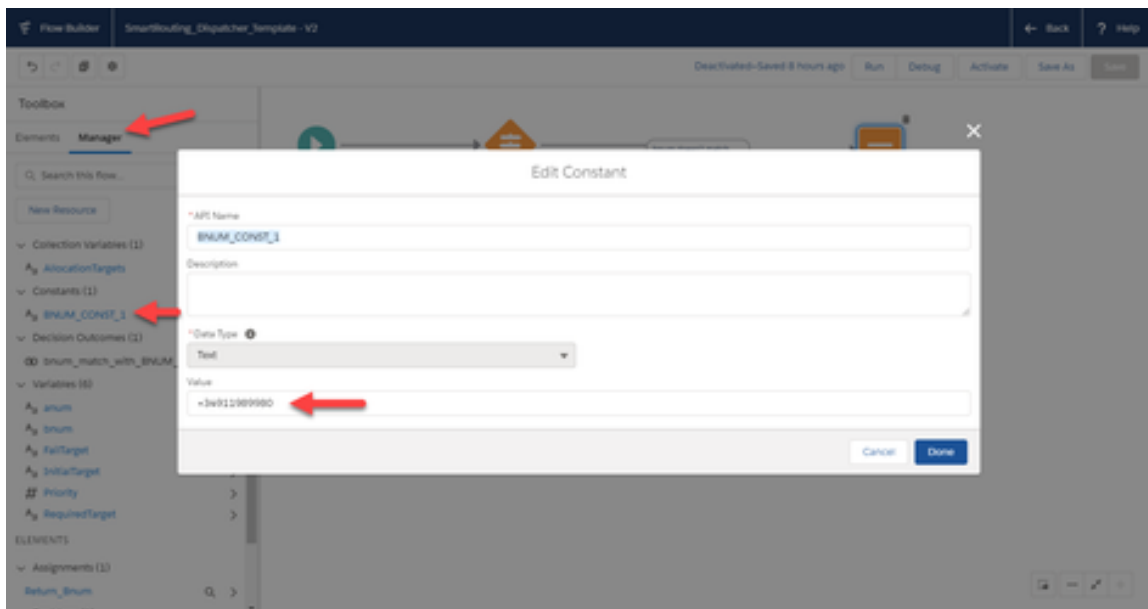 Flow Builder
SmartRouting_Dispatcher_Template - V2
Back
? Help
Deactivated—Saved 8 hours ago
Run
Debug
Activate
Save As
Save
Toolbox
Elements
Manager
Search this flow...
New Resource
Collection Variables (1)
AllocationTargets
Constants (1)
BNUM_CONST_1
Decision Outcomes (1)
bnum_match_with_BNUM_
Variables (6)
anum
bnum
FailTarget
InitialTarget
Priority
RequiredTarget
ELEMENTS
Assignments (1)
Return_Bnum
Edit Constant
*API Name
BNUM_CONST_1
Description
*Data Type
Text
Value
Cancel
Done